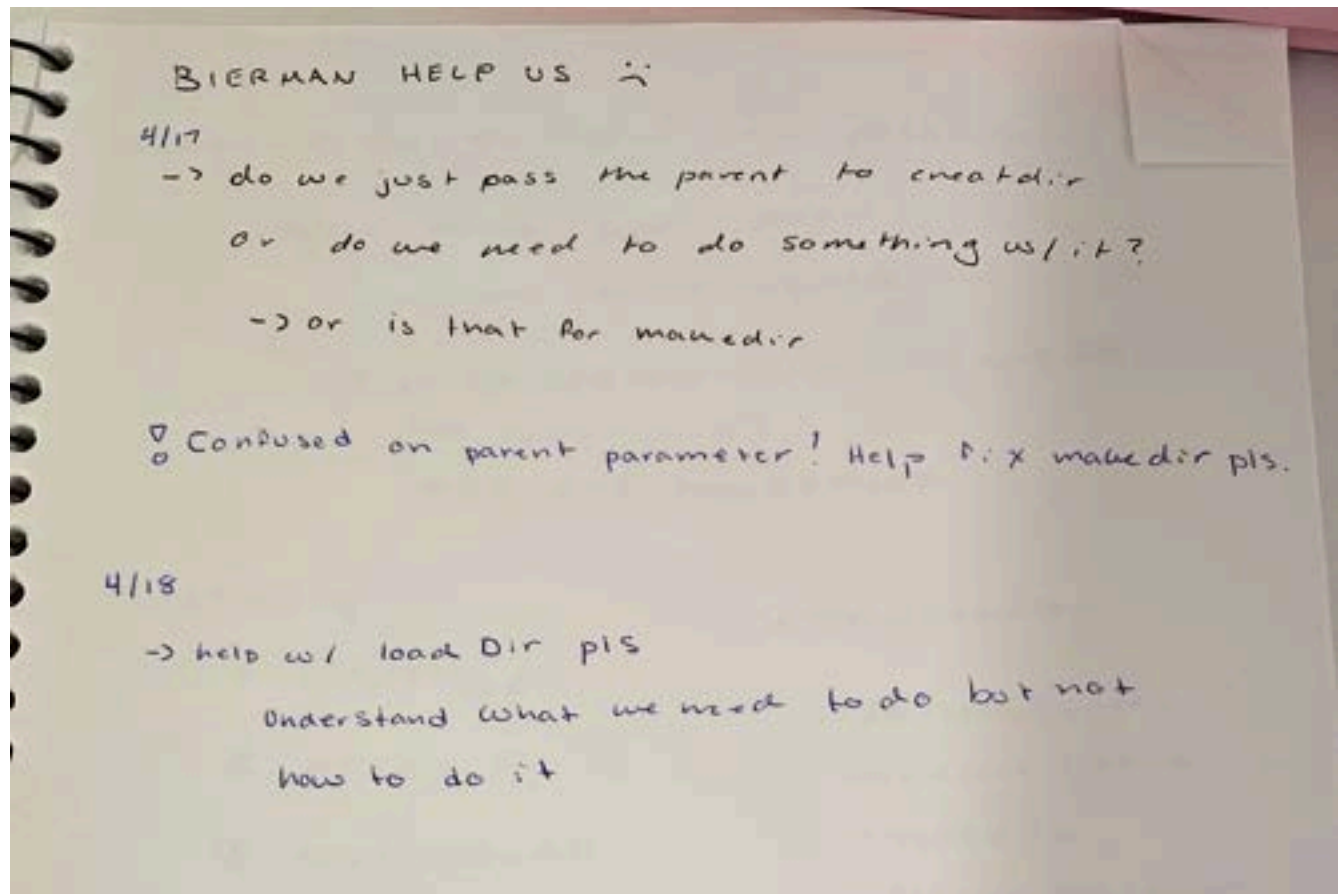 BIERMAN HELP US :(
4/17
-> do we just pass the parent to creatdir
or do we need to do something w/ it?
-> or is that for makedir
! Confused on parent parameter! Help fix makedir pls.
4/18
-> help w/ load Dir pls
Understand what we need to do but not
how to do it